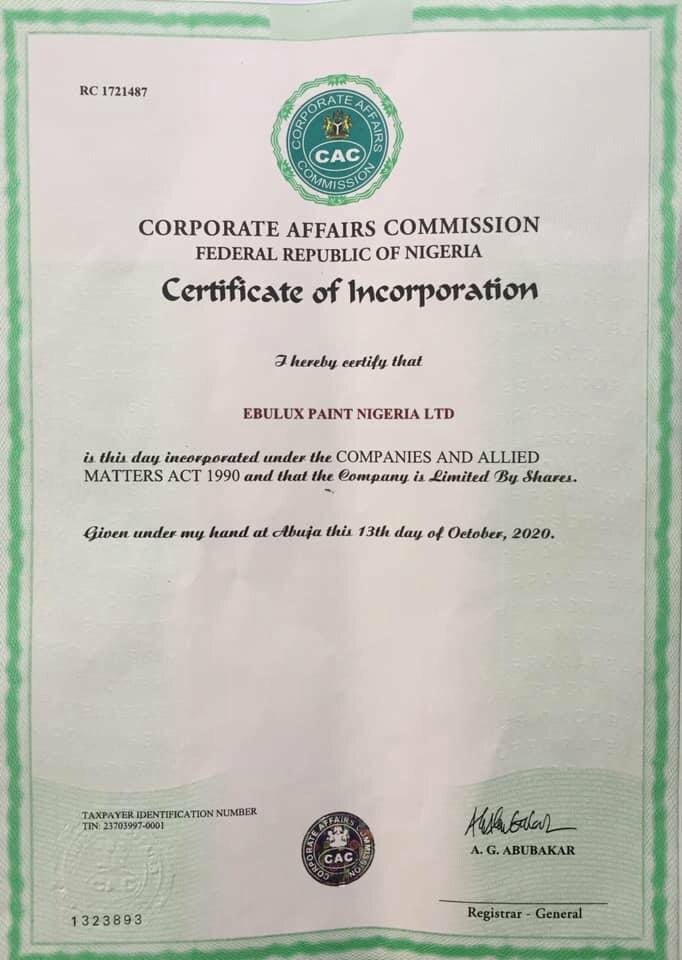 RC 1721487
CORPORATE AFFAIRS
CAC
COMMISSION
CORPORATE AFFAIRS COMMISSION
FEDERAL REPUBLIC OF NIGERIA
Certificate of Incorporation
I hereby certify that
EBULUX PAINT NIGERIA LTD
is this day incorporated under the COMPANIES AND ALLIED
MATTERS ACT 1990 and that the Company is Limited By Shares.
Given under my hand at Abuja this 13th day of October, 2020.
TAXPAYER IDENTIFICATION NUMBER
TIN: 23703997-0001
CORPORATE AFFAIRS COMMISSION
CAC
A. G. ABUBAKAR
1323893
Registrar - General